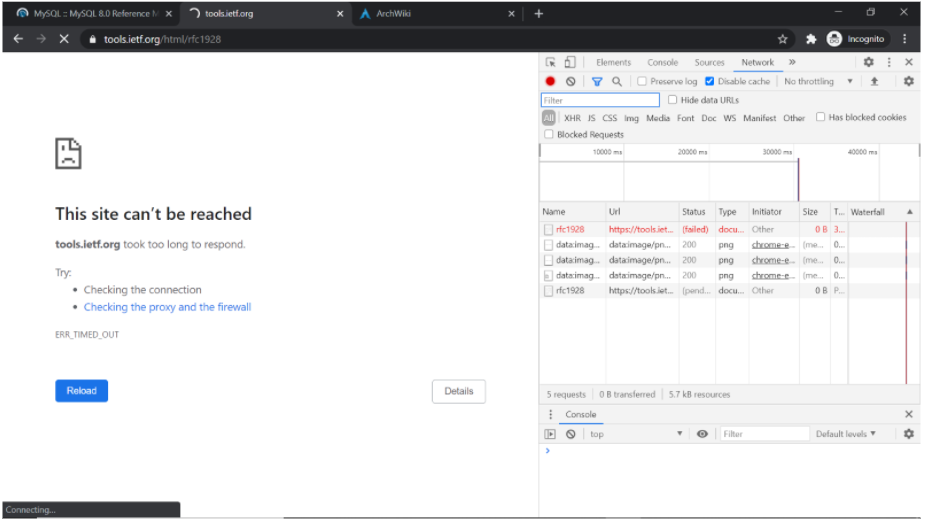 MySQL :: MySQL 8.0 Reference M
tools.ietf.org
ArchWiki
tools.ietf.org/html/rfc1928
Incognito
Elements Console Sources Network
Preserve log Disable cache No throttling
Filter
Hide data URLs
All XHR JS CSS Img Media Font Doc WS Manifest Other Has blocked cookies
Blocked Requests
10000 ms 20000 ms 30000 ms 40000 ms
Name Url Status Type Initiator Size T... Waterfall
rfc1928 https://tools.iet... (failed) docu... Other 0 B 3...
data:imag... data:image/pn... 200 png chrome-e... (me... 0...
data:imag... data:image/pn... 200 png chrome-e... (me... 0...
data:imag... data:image/pn... 200 png chrome-e... (me... 0...
rfc1928 https://tools.iet... (pend... docu... Other 0 B P...
5 requests 0 B transferred 5.7 kB resources
Console
top Filter Default levels
This site can't be reached
tools.ietf.org took too long to respond.
Try:
• Checking the connection
• Checking the proxy and the firewall
ERR_TIMED_OUT
Reload
Details
Connecting...